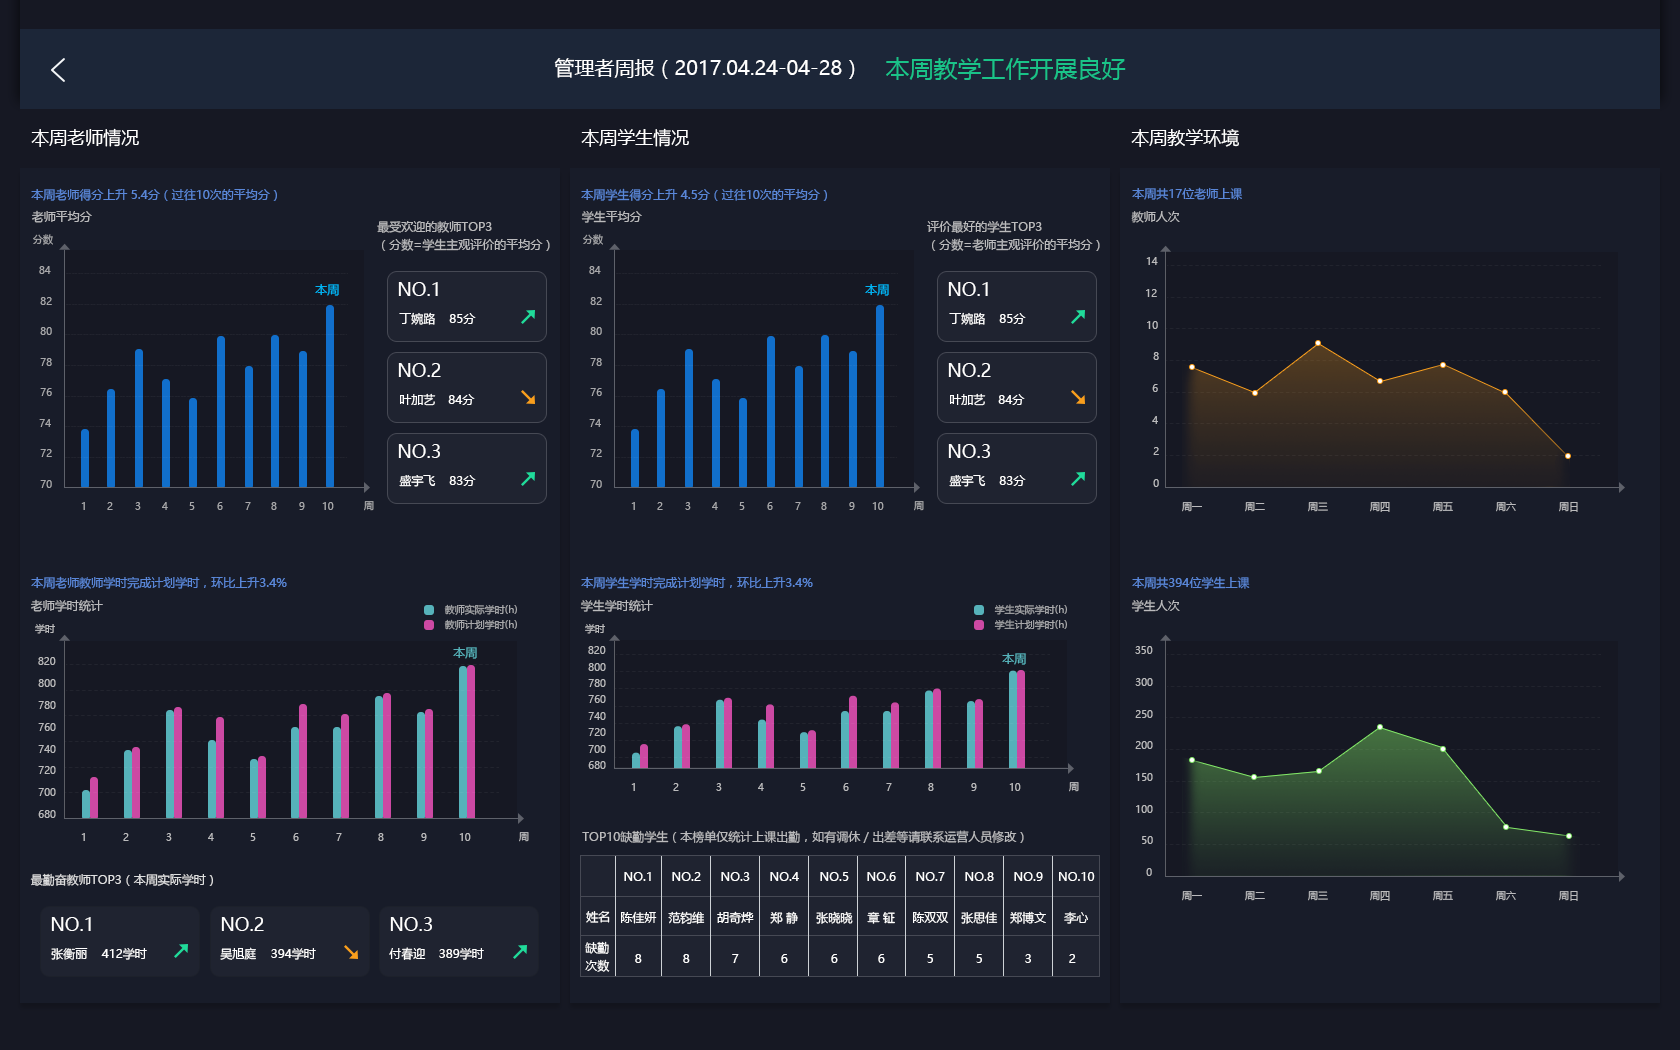 管理者周报（2017.04.24-04-28） 本周教学工作开展良好
本周老师情况
本周老师得分上升 5.4分（过往10次的平均分）
老师平均分
分数
84
82
80
78
76
74
72
70
本周
1 2 3 4 5 6 7 8 9 10 周
最受欢迎的教师TOP3
（分数=学生主观评价的平均分）
NO.1
丁婉路 85分
NO.2
叶加艺 84分
NO.3
盛宇飞 83分
本周老师教师学时完成计划学时，环比上升3.4%
老师学时统计
学时
教师实际学时(h)
教师计划学时(h)
820
800
780
760
740
720
700
680
本周
1 2 3 4 5 6 7 8 9 10 周
最勤奋教师TOP3（本周实际学时）
NO.1
张衡丽 412学时
NO.2
吴旭庭 394学时
NO.3
付春迎 389学时
本周学生情况
本周学生得分上升 4.5分（过往10次的平均分）
学生平均分
分数
84
82
80
78
76
74
72
70
本周
1 2 3 4 5 6 7 8 9 10 周
评价最好的学生TOP3
（分数=老师主观评价的平均分）
NO.1
丁婉路 85分
NO.2
叶加艺 84分
NO.3
盛宇飞 83分
本周学生学时完成计划学时，环比上升3.4%
学生学时统计
学时
学生实际学时(h)
学生计划学时(h)
820
800
780
760
740
720
700
680
本周
1 2 3 4 5 6 7 8 9 10 周
TOP10缺勤学生（本榜单仅统计上课出勤，如有调休 / 出差等请联系运营人员修改）
NO.1 NO.2 NO.3 NO.4 NO.5 NO.6 NO.7 NO.8 NO.9 NO.10
姓名 陈佳妍 范钧维 胡奇烨 郑 静 张晓晓 章 钲 陈双双 张思佳 郑博文 李心
缺勤
次数 8 8 7 6 6 6 5 5 3 2
本周教学环境
本周共17位老师上课
教师人次
14
12
10
8
6
4
2
0
周一 周二 周三 周四 周五 周六 周日
本周共394位学生上课
学生人次
350
300
250
200
150
100
50
0
周一 周二 周三 周四 周五 周六 周日